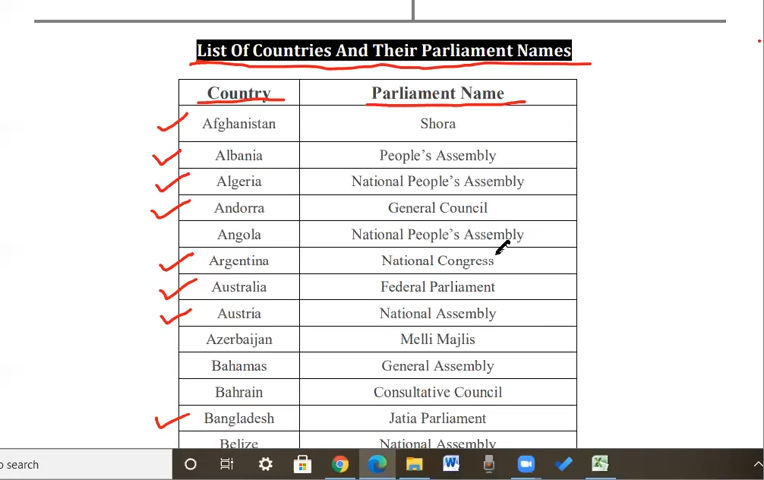 List Of Countries And Their Parliament Names
Country Parliament Name
Afghanistan Shora
Albania People's Assembly
Algeria National People's Assembly
Andorra General Council
Angola National People's Assembly
Argentina National Congress
Australia Federal Parliament
Austria National Assembly
Azerbaijan Melli Majlis
Bahamas General Assembly
Bahrain Consultative Council
Bangladesh Jatia Parliament
Belize National Assembly
o search